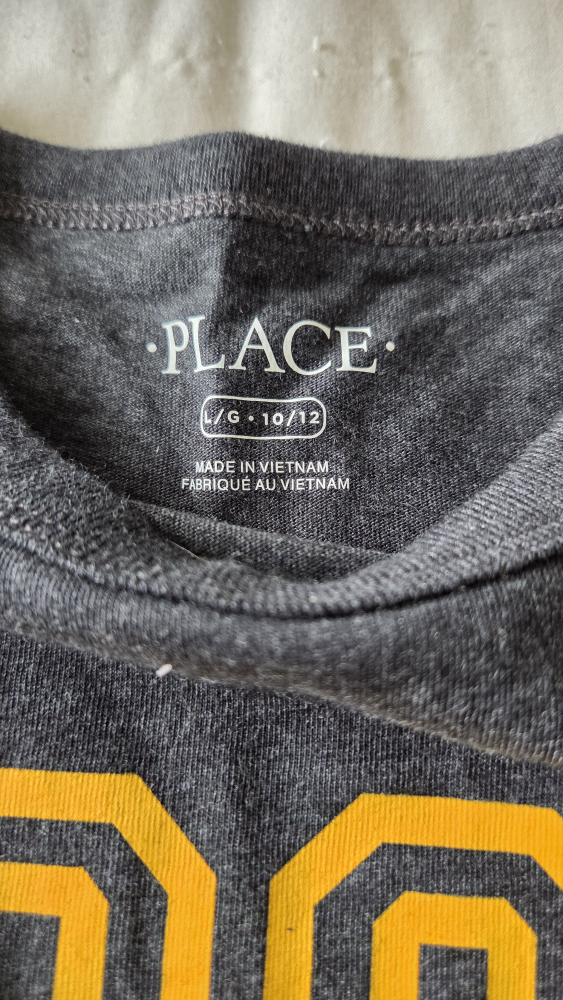 ·PLACE·
L/G · 10/12
MADE IN VIETNAM
FABRIQUÉ AU VIETNAM